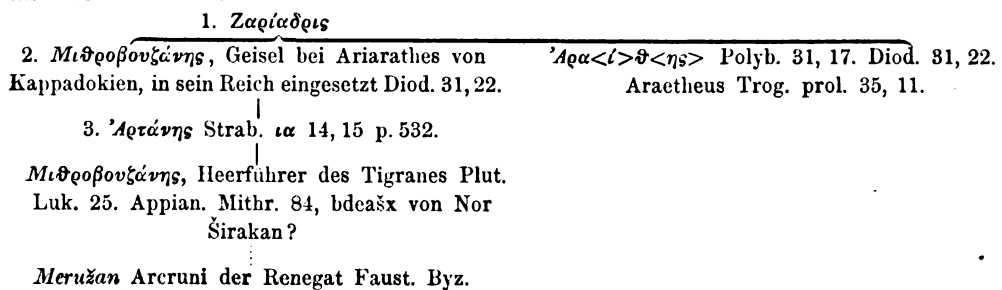 1. Ζαρίαδρις
2. Μιθροβουζάνης, Geisel bei Ariarathes von
Kappadokien, in sein Reich eingesetzt Diod. 31, 22.
Ἀρα<ί>θ<ης> Polyb. 31, 17. Diod. 31, 22.
Araetheus Trog. prol. 35, 11.
3. Ἀρτάνης Strab. ια 14, 15 p. 532.
Μιθροβουζάνης, Heerführer des Tigranes Plut.
Luk. 25. Appian. Mithr. 84, bdeašx von Nor
Širakan?
Meružan Arcruni der Renegat Faust. Byz.